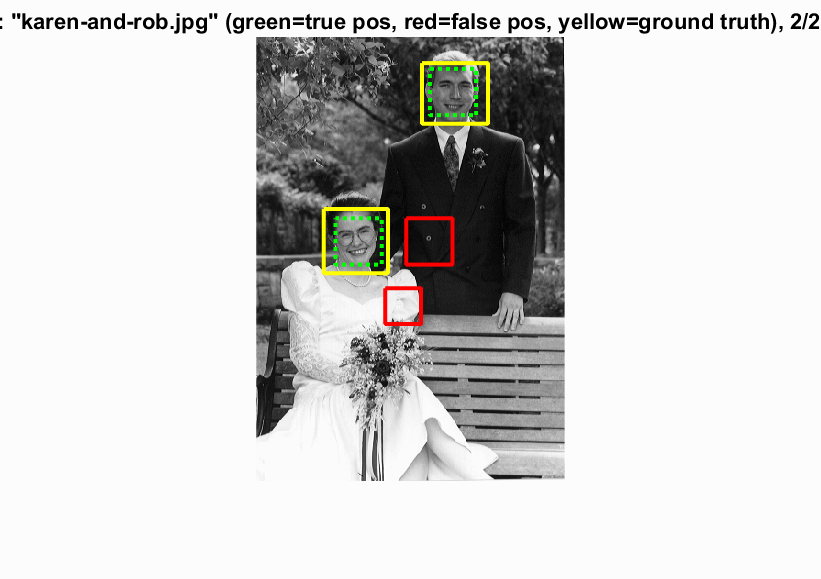 : "karen-and-rob.jpg" (green=true pos, red=false pos, yellow=ground truth), 2/2